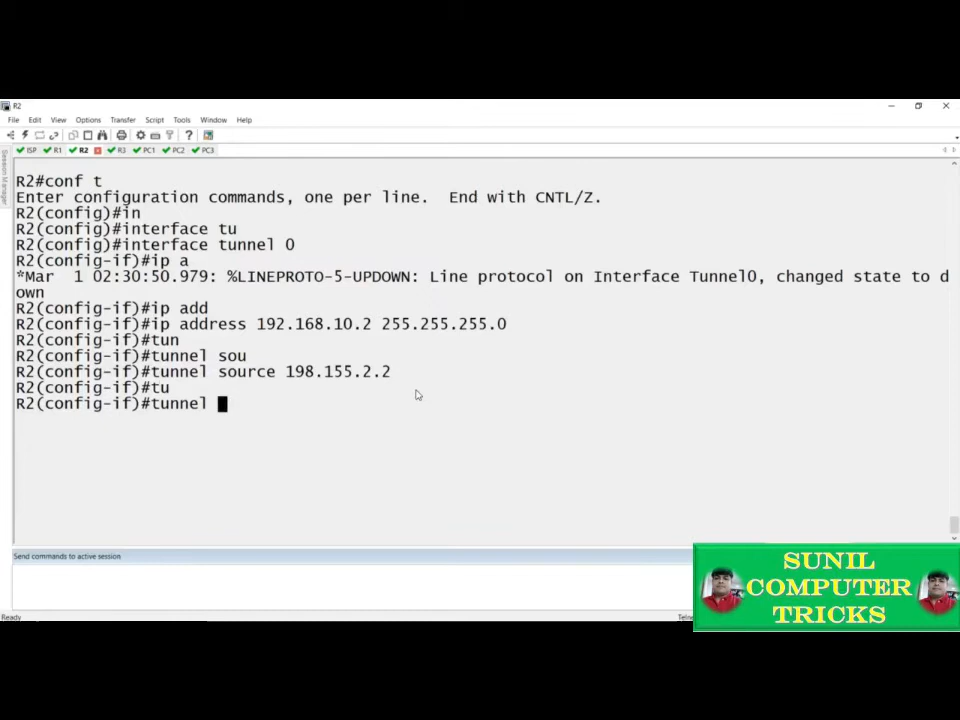 R2
File Edit View Options Transfer Script Tools Window Help
ISP R1 R2 R3 PC1 PC2 PC3
Session Manager
R2#conf t
Enter configuration commands, one per line.  End with CNTL/Z.
R2(config)#in
R2(config)#interface tu
R2(config)#interface tunnel 0
R2(config-if)#ip a
*Mar  1 02:30:50.979: %LINEPROTO-5-UPDOWN: Line protocol on Interface Tunnel0, changed state to d
own
R2(config-if)#ip add
R2(config-if)#ip address 192.168.10.2 255.255.255.0
R2(config-if)#tun
R2(config-if)#tunnel sou
R2(config-if)#tunnel source 198.155.2.2
R2(config-if)#tu
R2(config-if)#tunnel
Send commands to active session
Ready
Telne
SUNIL
COMPUTER
TRICKS